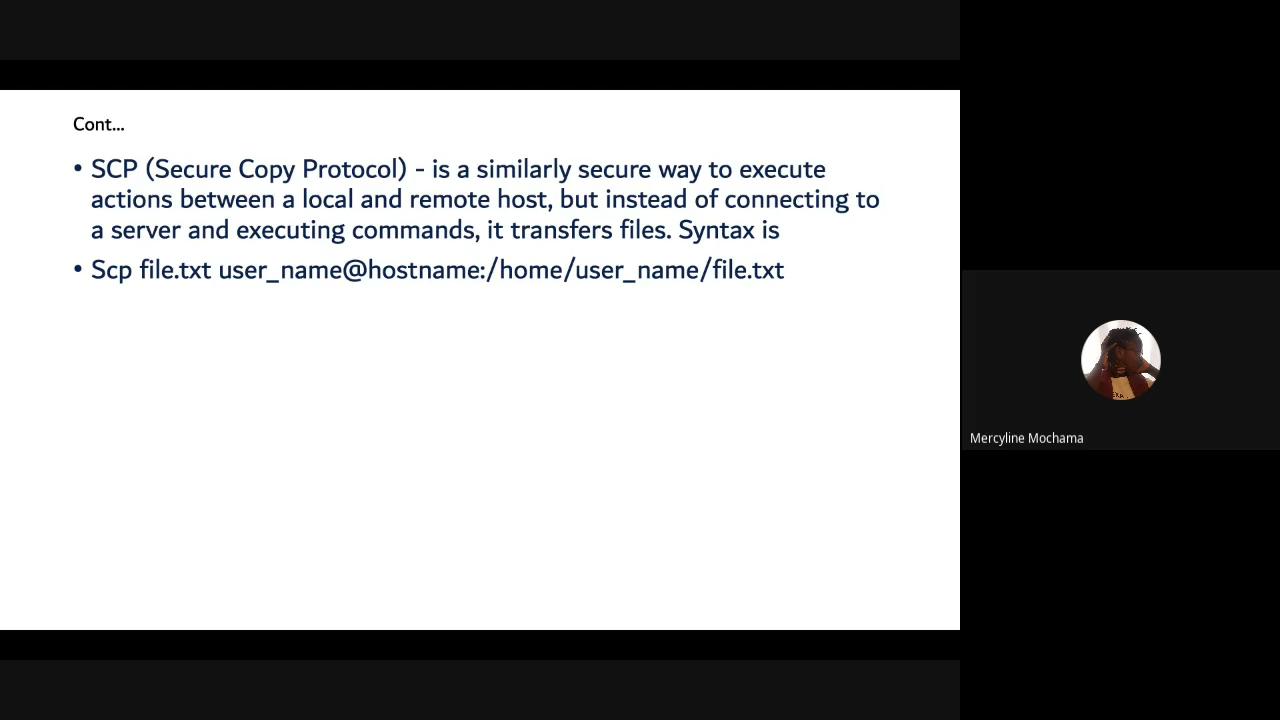 Cont...
• SCP (Secure Copy Protocol) - is a similarly secure way to execute
actions between a local and remote host, but instead of connecting to
a server and executing commands, it transfers files. Syntax is
• Scp file.txt user_name@hostname:/home/user_name/file.txt
Mercyline Mochama